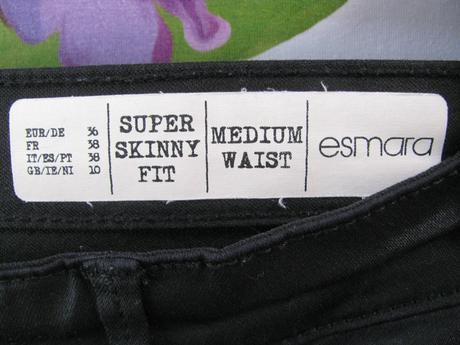 EUR/DE 36
FR 38
IT/ES/PT 38
GB/IE/NI 10
SUPER
SKINNY
FIT
MEDIUM
WAIST
esmara